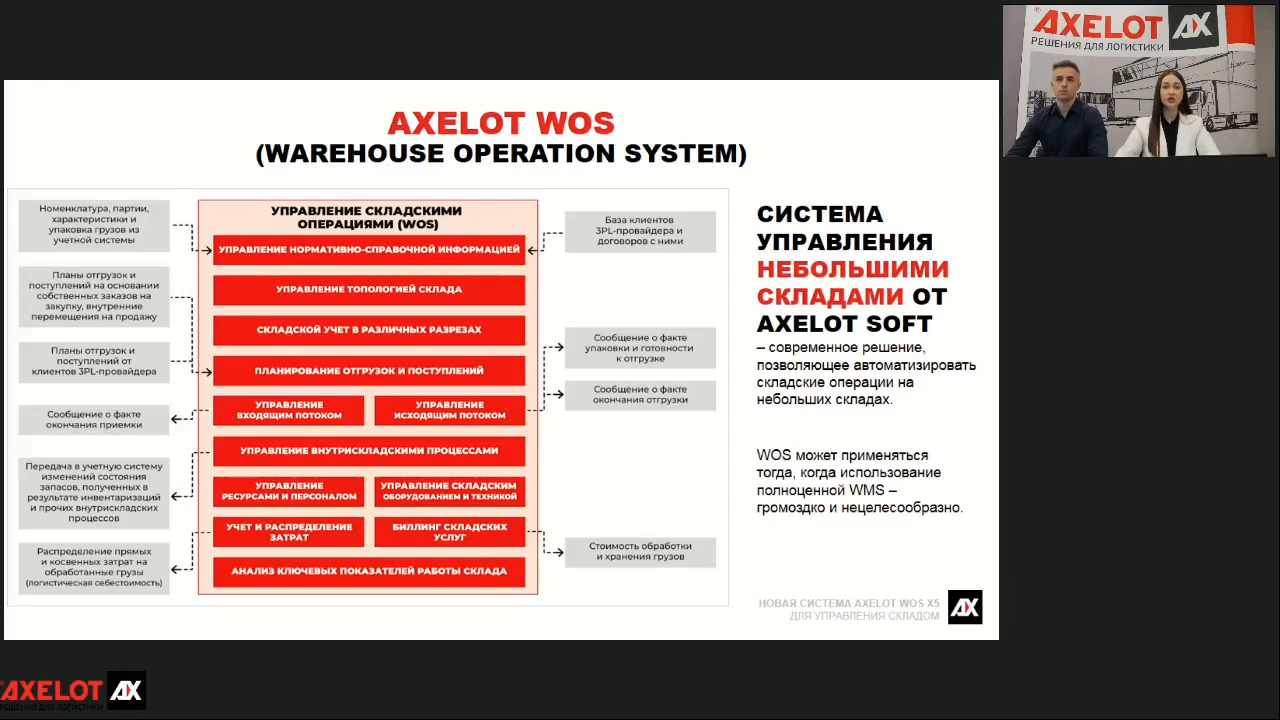 AXELOT AX
РЕШЕНИЯ ДЛЯ ЛОГИСТИКИ
AXELOT WOS
(WAREHOUSE OPERATION SYSTEM)
Номенклатура, партии,
характеристики и
упаковка грузов из
учетной системы
Планы отгрузок и
поступлений на основании
собственных заказов на
закупку, внутренние
перемещения на продажу
Планы отгрузок и
поступлений от
клиентов 3PL-провайдера
Сообщение о факте
окончания приемки
Передача в учетную систему
изменений состояния
запасов, полученных в
результате инвентаризаций
и прочих внутрискладских
процессов
Распределение прямых
и косвенных затрат на
обработанные грузы
(логистическая себестоимость)
УПРАВЛЕНИЕ СКЛАДСКИМИ
ОПЕРАЦИЯМИ (WOS)
УПРАВЛЕНИЕ НОРМАТИВНО-СПРАВОЧНОЙ ИНФОРМАЦИЕЙ
УПРАВЛЕНИЕ ТОПОЛОГИЕЙ СКЛАДА
СКЛАДСКОЙ УЧЕТ В РАЗЛИЧНЫХ РАЗРЕЗАХ
ПЛАНИРОВАНИЕ ОТГРУЗОК И ПОСТУПЛЕНИЙ
УПРАВЛЕНИЕ
ВХОДЯЩИМ ПОТОКОМ
УПРАВЛЕНИЕ
ИСХОДЯЩИМ ПОТОКОМ
УПРАВЛЕНИЕ ВНУТРИСКЛАДСКИМИ ПРОЦЕССАМИ
УПРАВЛЕНИЕ
РЕСУРСАМИ И ПЕРСОНАЛОМ
УПРАВЛЕНИЕ СКЛАДСКИМ
ОБОРУДОВАНИЕМ И ТЕХНИКОЙ
УЧЕТ И РАСПРЕДЕЛЕНИЕ
ЗАТРАТ
БИЛЛИНГ СКЛАДСКИХ
УСЛУГ
АНАЛИЗ КЛЮЧЕВЫХ ПОКАЗАТЕЛЕЙ РАБОТЫ СКЛАДА
База клиентов
3PL-провайдера и
договоров с ними
Сообщение о факте
упаковки и готовности
к отгрузке
Сообщение о факте
окончания отгрузки
Стоимость обработки
и хранения грузов
СИСТЕМА
УПРАВЛЕНИЯ
НЕБОЛЬШИМИ
СКЛАДАМИ ОТ
AXELOT SOFT
– современное решение,
позволяющее автоматизировать
складские операции на
небольших складах.
WOS может применяться
тогда, когда использование
полноценной WMS –
громоздко и нецелесообразно.
НОВАЯ СИСТЕМА AXELOT WOS X5
ДЛЯ УПРАВЛЕНИЯ СКЛАДОМ
AX
AXELOT AX
РЕШЕНИЯ ДЛЯ ЛОГИСТИКИ